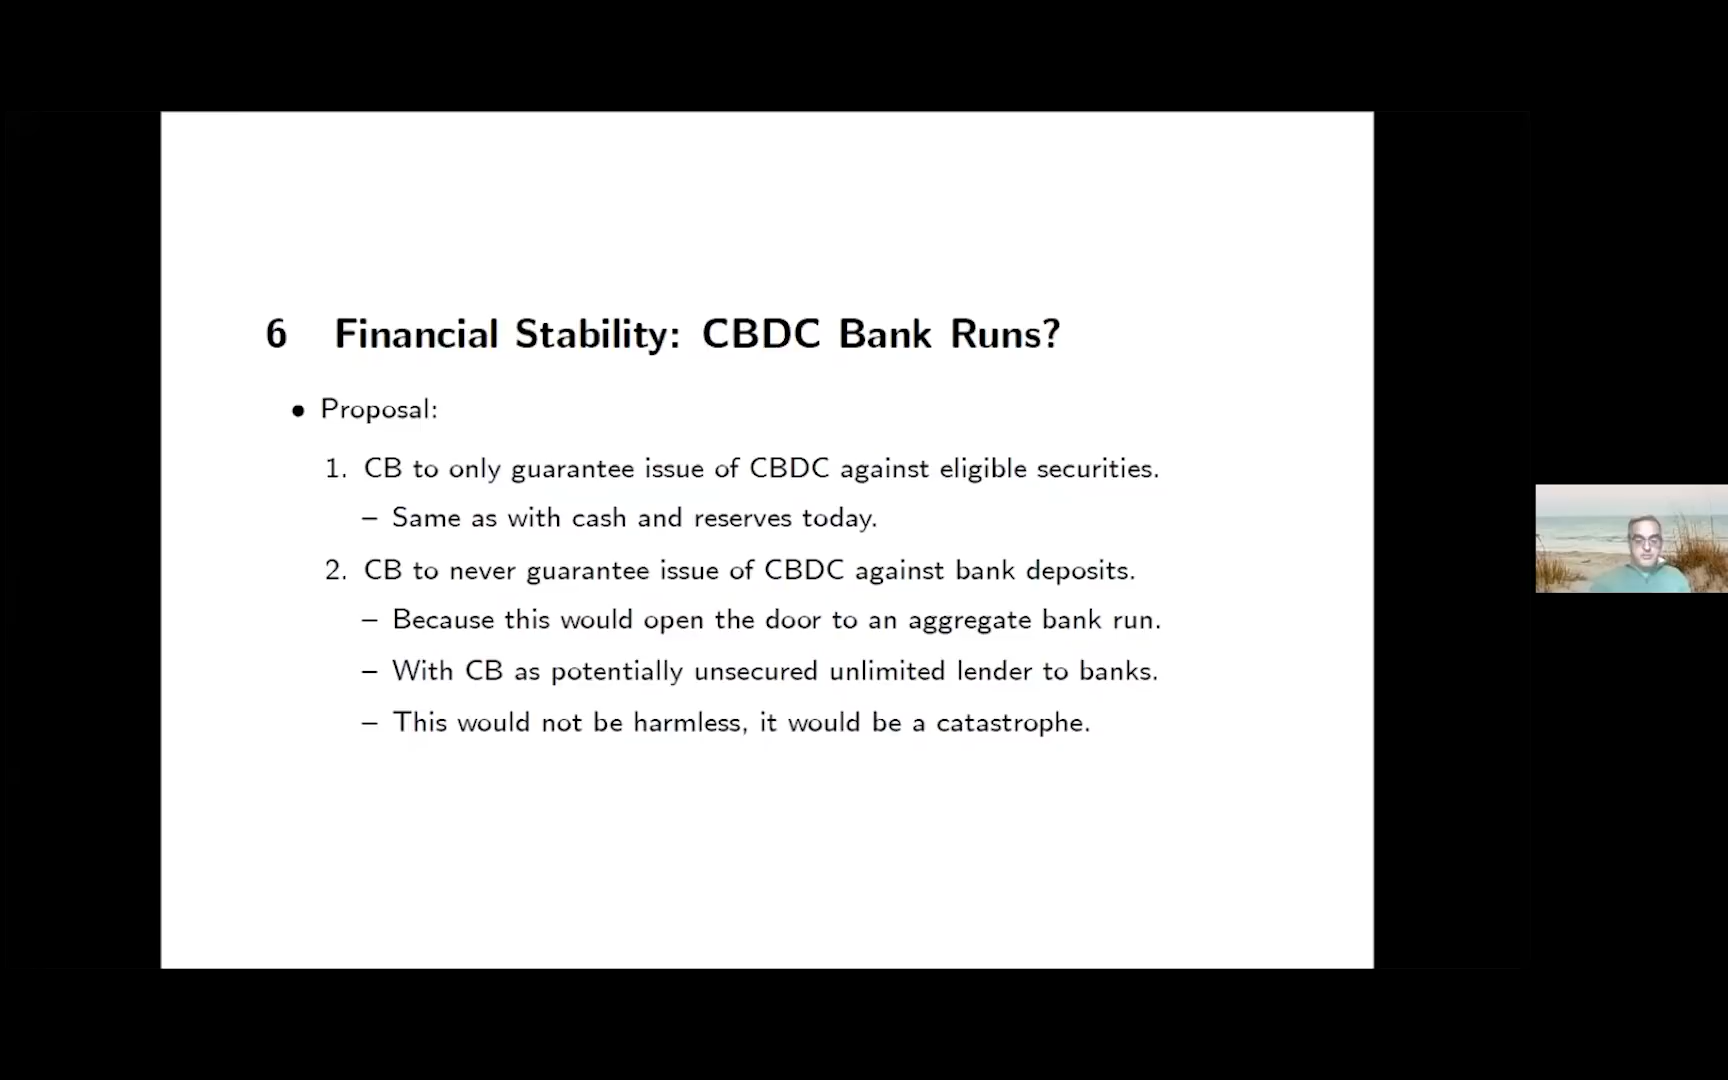 6 Financial Stability: CBDC Bank Runs?
● Proposal:
1. CB to only guarantee issue of CBDC against eligible securities.
– Same as with cash and reserves today.
2. CB to never guarantee issue of CBDC against bank deposits.
– Because this would open the door to an aggregate bank run.
– With CB as potentially unsecured unlimited lender to banks.
– This would not be harmless, it would be a catastrophe.